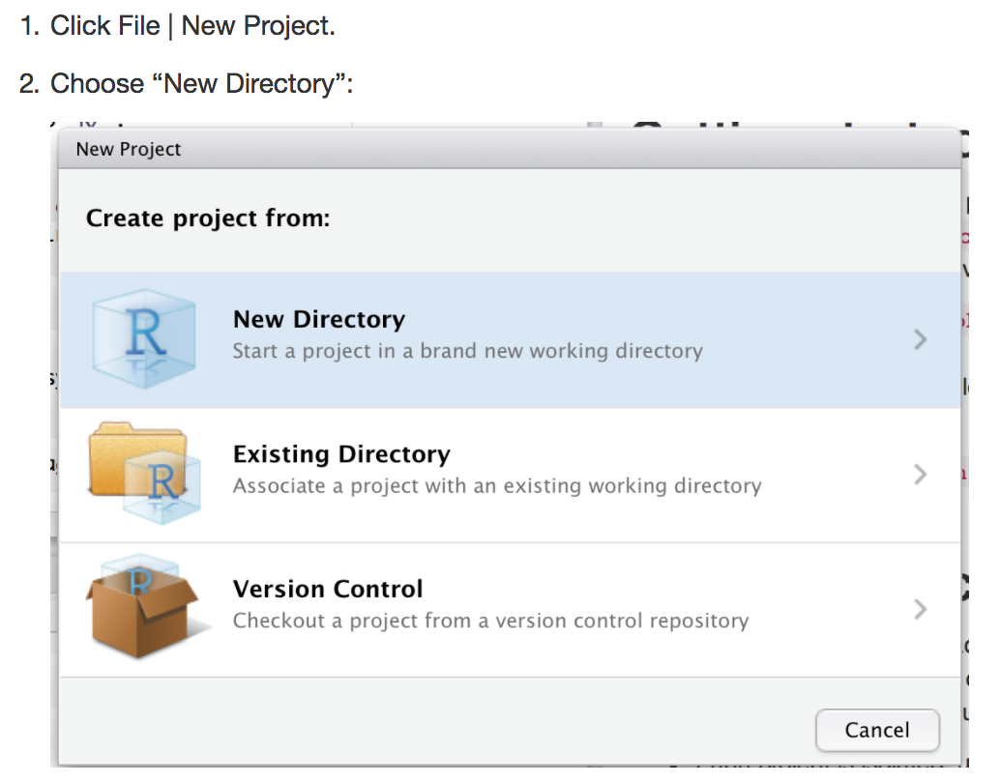 1. Click File | New Project.
2. Choose “New Directory”:
New Project
Create project from:
R
New Directory
Start a project in a brand new working directory
R
Existing Directory
Associate a project with an existing working directory
R
Version Control
Checkout a project from a version control repository
Cancel